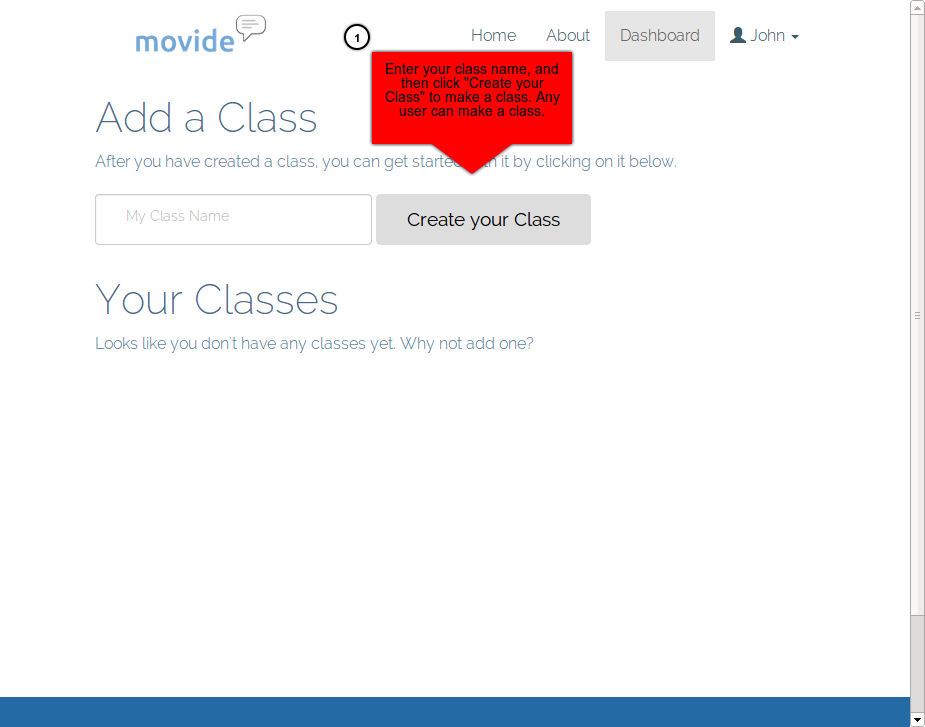 movide
1
Home About Dashboard John
Enter your class name, and
then click "Create your
Class" to make a class. Any
user can make a class.
Add a Class
After you have created a class, you can get started with it by clicking on it below.
My Class Name
Create your Class
Your Classes
Looks like you don't have any classes yet. Why not add one?